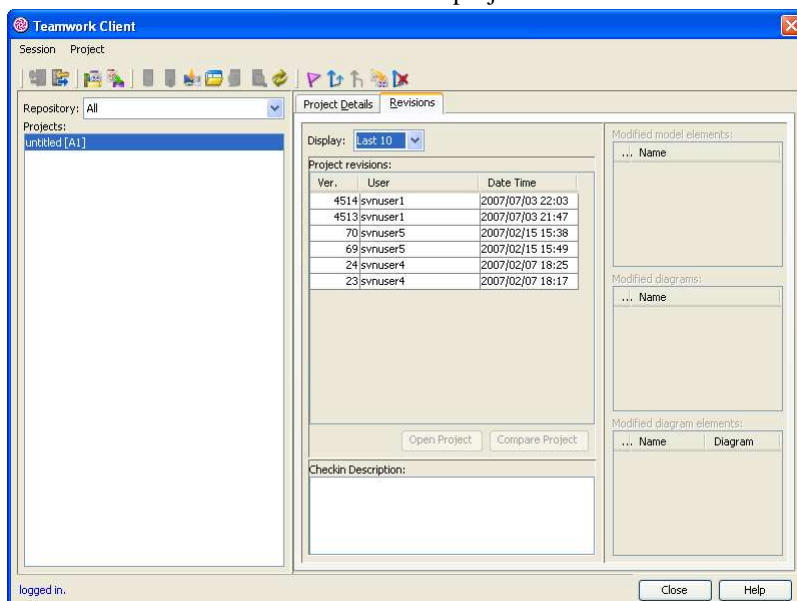 proj
Teamwork Client
Session Project
Repository: All
Projects:
untitled [A1]
Project Details Revisions
Display: Last 10
Project revisions:
Ver. User Date Time
4514 svnuser1 2007/07/03 22:03
4513 svnuser1 2007/07/03 21:47
70 svnuser5 2007/02/15 15:38
69 svnuser5 2007/02/15 15:49
24 svnuser4 2007/02/07 18:25
23 svnuser4 2007/02/07 18:17
Open Project Compare Project
Checkin Description:
Modified model elements:
... Name
Modified diagrams:
... Name
Modified diagram elements:
... Name Diagram
logged in.
Close Help